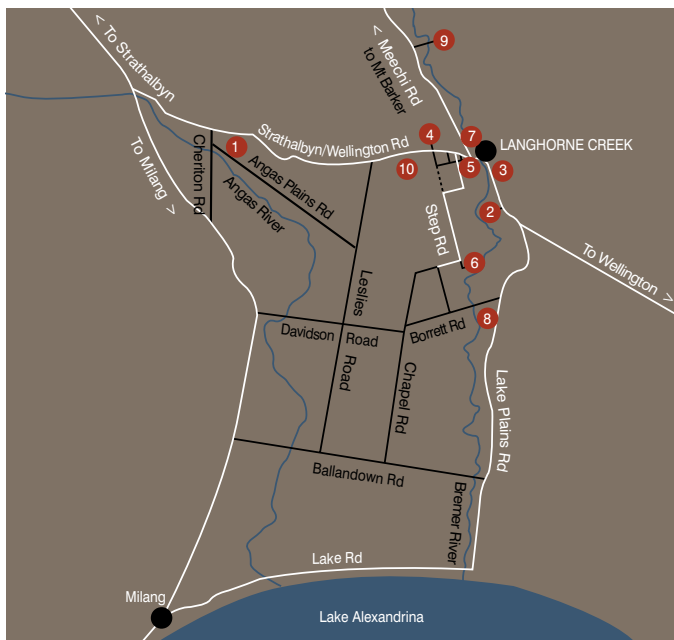 < To Strathalbyn
9
< Meechi Rd
to Mt Barker
To Milang >
Cheriton Rd
1
Strathalbyn/Wellington Rd
4
7
LANGHORNE CREEK
10
5
3
Angas Plains Rd
Angas River
2
Step Rd
6
To Wellington >
Leslies
Road
8
Davidson Road
Borrett Rd
Chapel Rd
Lake Plains Rd
Ballandown Rd
Bremer River
Lake Rd
Milang
Lake Alexandrina